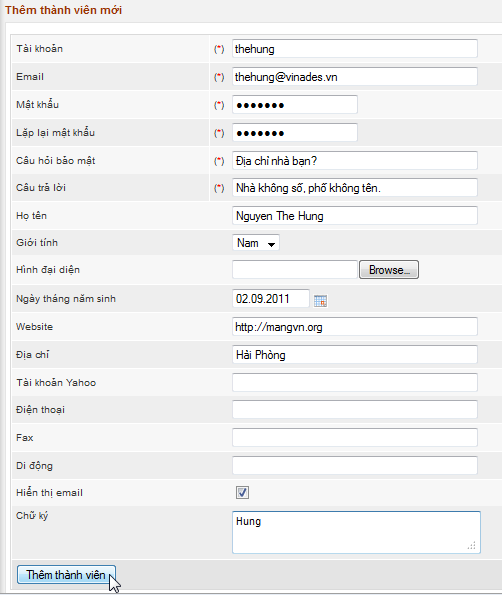 Thêm thành viên mới
Tài khoản (*) thehung
Email (*) thehung@vinades.vn
Mật khẩu (*) ●●●●●●●
Lặp lại mật khẩu (*) ●●●●●●●
Câu hỏi bảo mật (*) Địa chỉ nhà bạn?
Câu trả lời (*) Nhà không số, phố không tên.
Họ tên Nguyen The Hung
Giới tính Nam
Hình đại diện Browse...
Ngày tháng năm sinh 02.09.2011
Website http://mangvn.org
Địa chỉ Hải Phòng
Tài khoản Yahoo
Điện thoại
Fax
Di động
Hiển thị email
Chữ ký Hung
Thêm thành viên